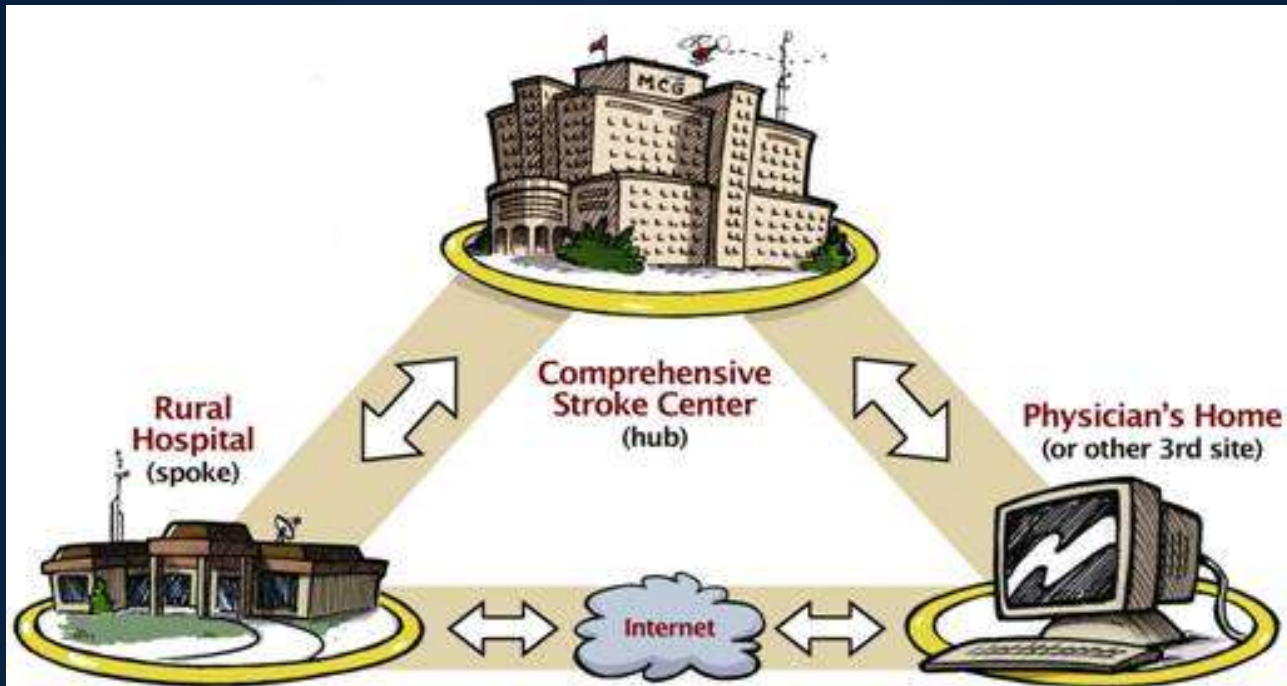 MCG
Comprehensive
Stroke Center
(hub)
Rural
Hospital
(spoke)
Physician's Home
(or other 3rd site)
Internet